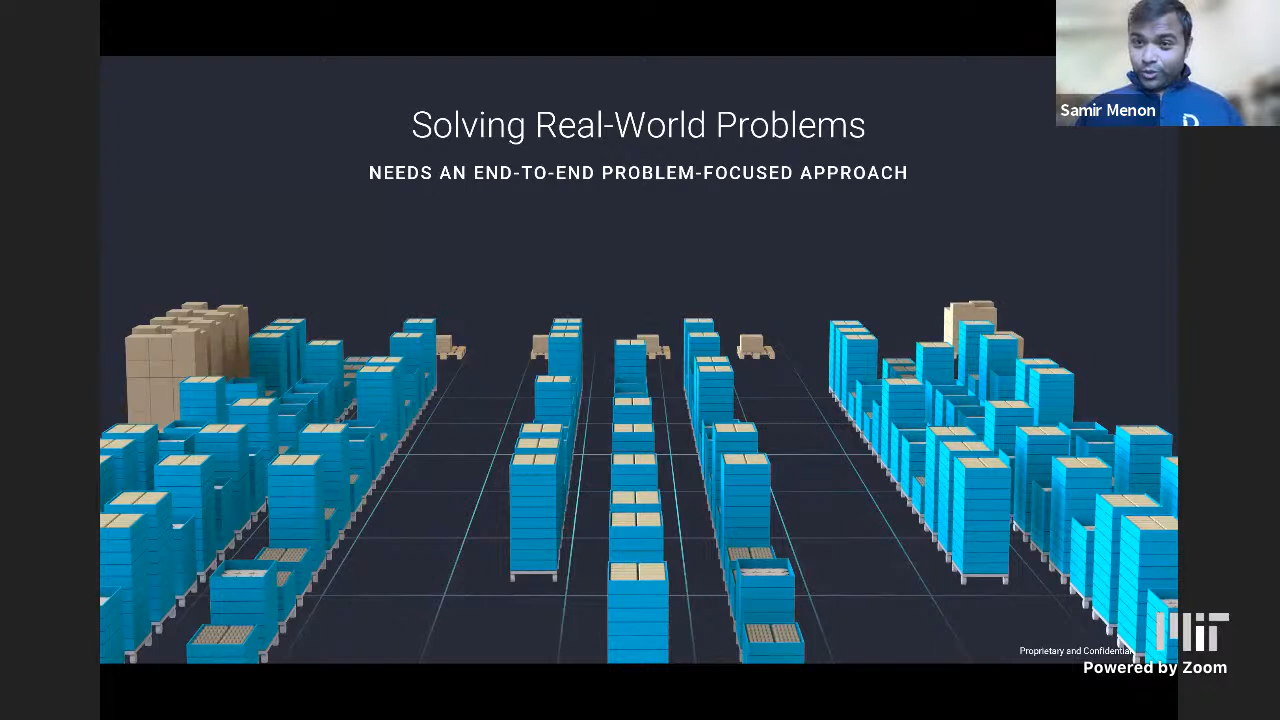 Solving Real-World Problems
NEEDS AN END-TO-END PROBLEM-FOCUSED APPROACH
Samir Menon
D
Proprietary and Confidential
MIT
Powered by Zoom